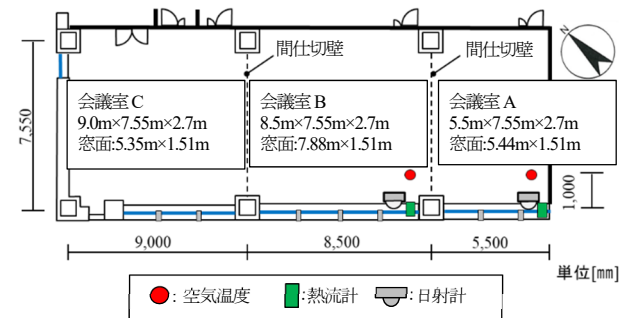 間仕切壁
間仕切壁
N
会議室 C
9.0m×7.55m×2.7m
窓面:5.35m×1.51m
会議室 B
8.5m×7.55m×2.7m
窓面:7.88m×1.51m
会議室 A
5.5m×7.55m×2.7m
窓面:5.44m×1.51m
7,550
1,000
9,000
8,500
5,500
単位[mm]
: 空気温度
:熱流計
:日射計